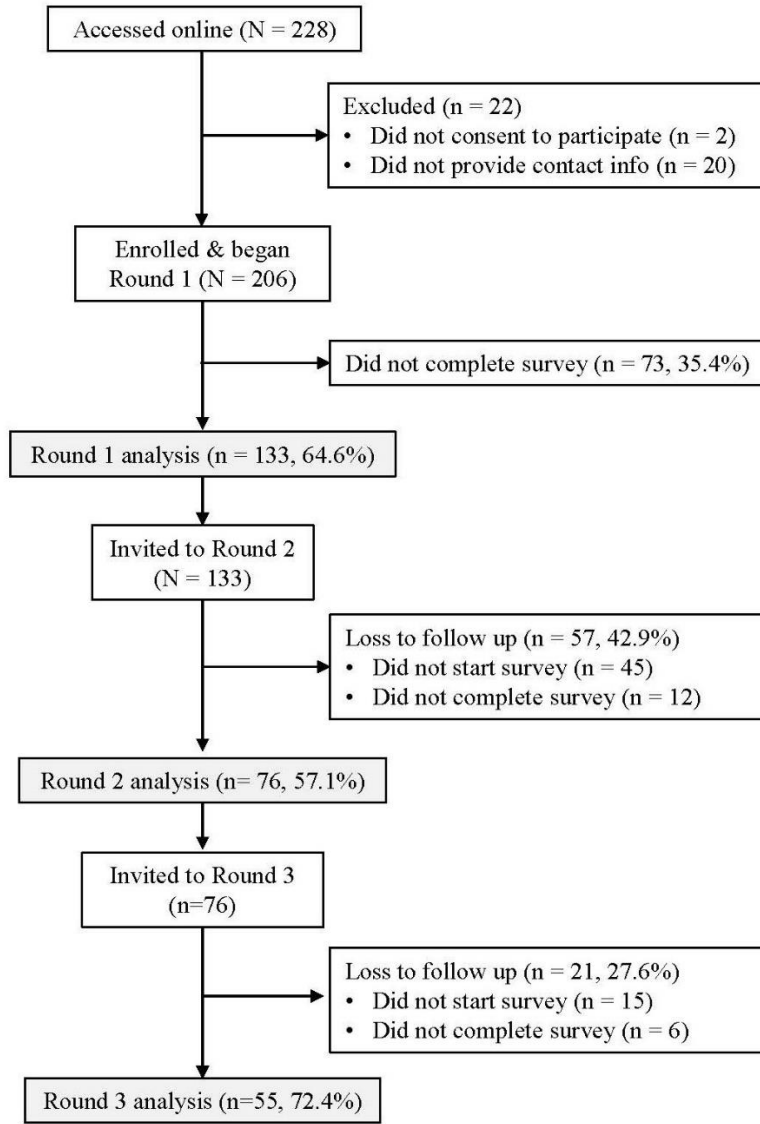 Accessed online (N = 228)
Excluded (n = 22)
• Did not consent to participate (n = 2)
• Did not provide contact info (n = 20)
Enrolled & began
Round 1 (N = 206)
Did not complete survey (n = 73, 35.4%)
Round 1 analysis (n = 133, 64.6%)
Invited to Round 2
(N = 133)
Loss to follow up (n = 57, 42.9%)
• Did not start survey (n = 45)
• Did not complete survey (n = 12)
Round 2 analysis (n= 76, 57.1%)
Invited to Round 3
(n=76)
Loss to follow up (n = 21, 27.6%)
• Did not start survey (n = 15)
• Did not complete survey (n = 6)
Round 3 analysis (n=55, 72.4%)